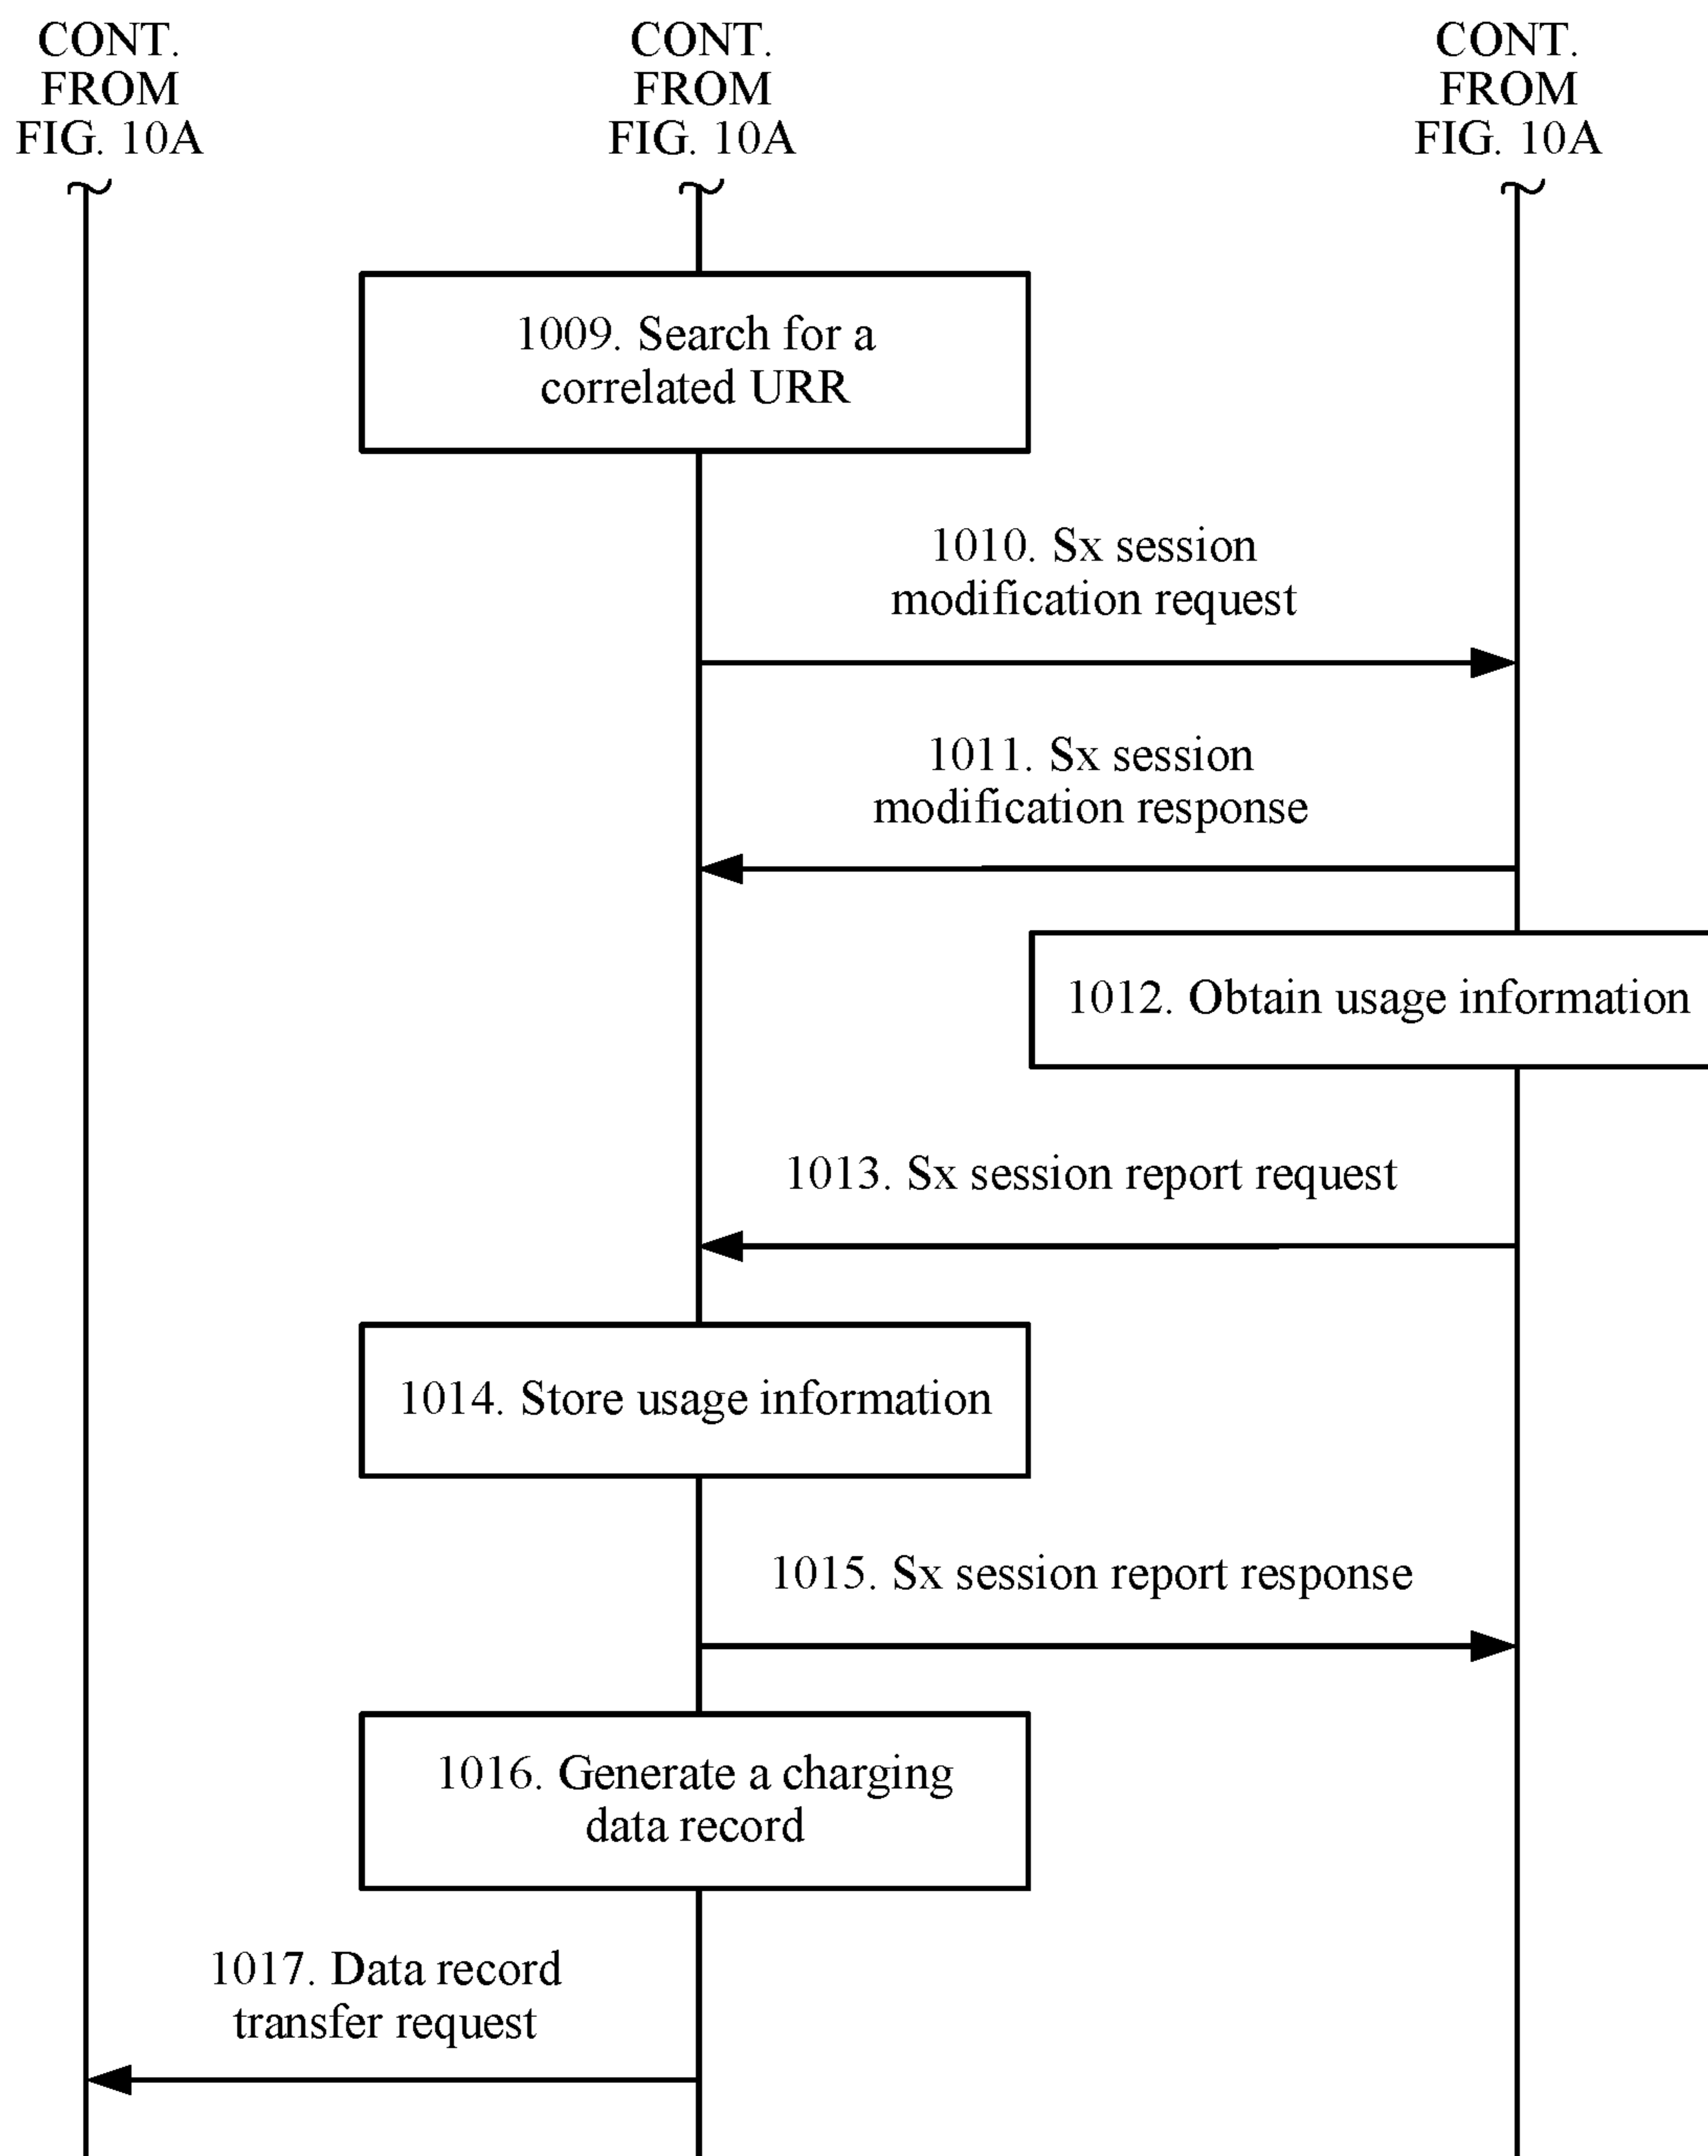 CONT.
FROM
FIG. 10A
CONT.
FROM
FIG. 10A
CONT.
FROM
FIG. 10A
1009. Search for a
correlated URR
1010. Sx session
modification request
1011. Sx session
modification response
1012. Obtain usage information
1013. Sx session report request
1014. Store usage information
1015. Sx session report response
1016. Generate a charging
data record
1017. Data record
transfer request